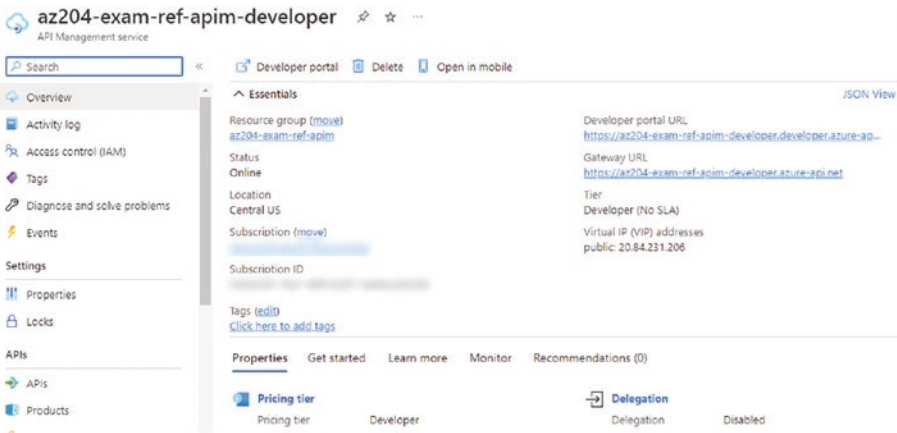 az204-exam-ref-apim-developer
API Management service
Search
Overview
Activity log
Access control (IAM)
Tags
Diagnose and solve problems
Events
Settings
Properties
Locks
APIs
APIs
Products
Developer portal Delete Open in mobile
Essentials JSON View
Resource group (move)
az204-exam-ref-apim
Status
Online
Location
Central US
Subscription (move)
Subscription ID
Developer portal URL
https://az204-exam-ref-apim-developer.developer.azure-ap...
Gateway URL
https://az204-exam-ref-apim-developer.azure-api.net
Tier
Developer (No SLA)
Virtual IP (VIP) addresses
public: 20.84.231.206
Tags (edit)
Click here to add tags
Properties Get started Learn more Monitor Recommendations (0)
Pricing tier
Pricing tier Developer
Delegation
Delegation Disabled